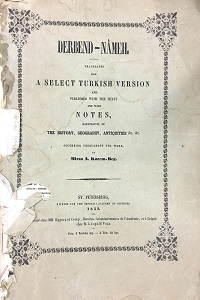 DERBEND-NÂMEH.
TRANSLATED
FROM
A SELECT TURKISH VERSION
AND
PUBLISHED WITH THE TEXTS
AND WITH
NOTES,
ILLUSTRATIVE OF
THE HISTORY, GEOGRAPHY, ANTIQUITIES &c. &c.
OCCURRING THROUGHOUT THE WORK,
BY
Mirza A. Kazem-Beg.
ST. PETERSBURG,
PRINTED FOR THE IMPERIAL ACADEMY OF SCIENCES
1851.